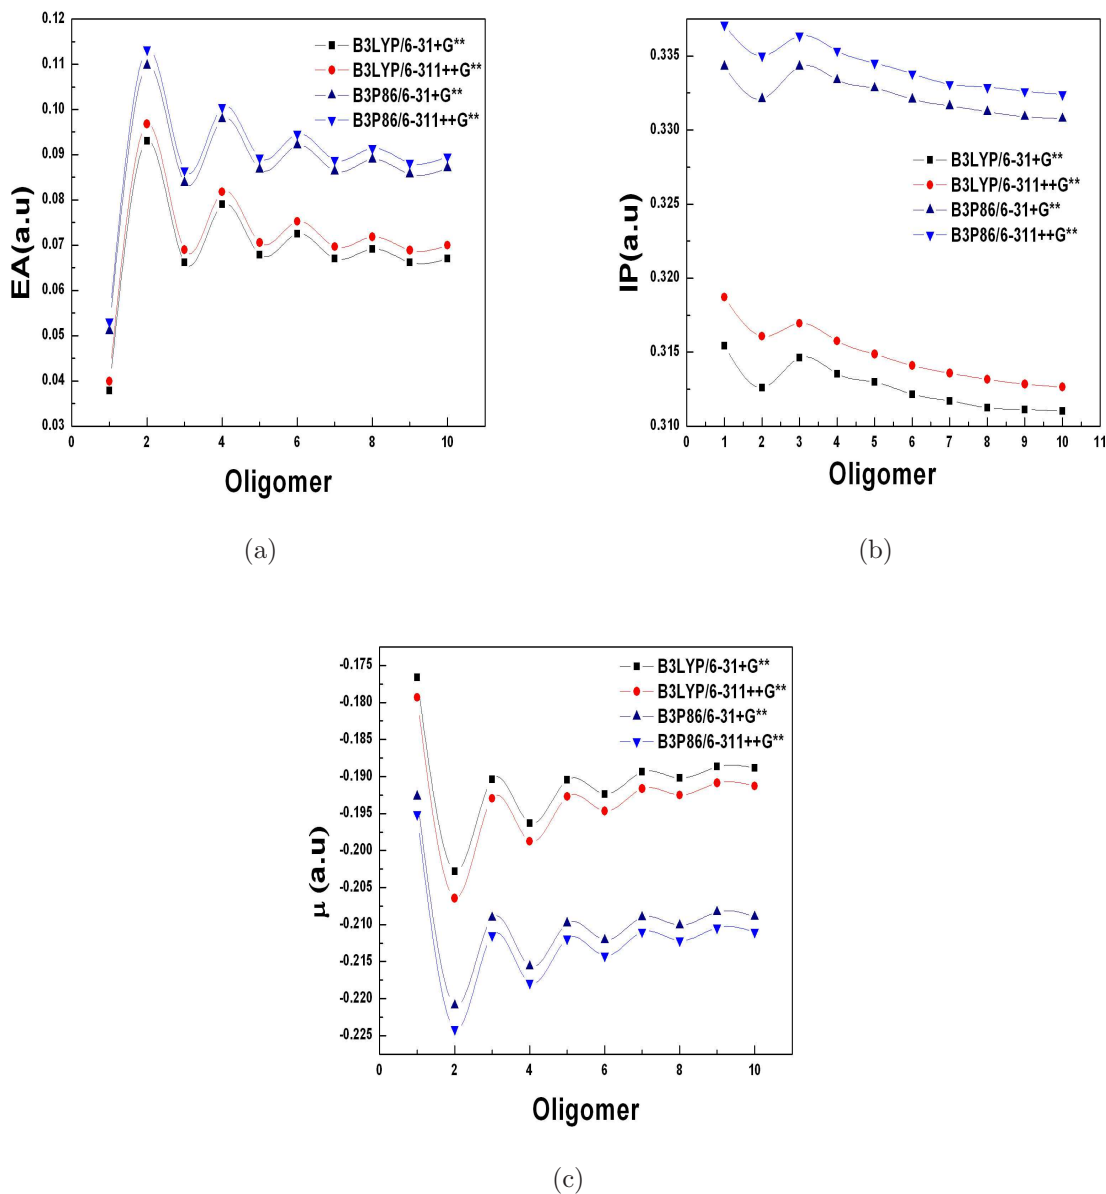 0.12
0.11
0.10
0.09
0.08
0.07
0.06
0.05
0.04
0.03
EA(a.u)
0 2 4 6 8 10
Oligomer
B3LYP/6-31+G**
B3LYP/6-311++G**
B3P86/6-31+G**
B3P86/6-311++G**
(a)
0.335
0.330
0.325
0.320
0.315
0.310
IP(a.u)
0 1 2 3 4 5 6 7 8 9 10 11
Oligomer
B3LYP/6-31+G**
B3LYP/6-311++G**
B3P86/6-31+G**
B3P86/6-311++G**
(b)
-0.175
-0.180
-0.185
-0.190
-0.195
-0.200
-0.205
-0.210
-0.215
-0.220
-0.225
μ (a.u)
0 2 4 6 8 10
Oligomer
B3LYP/6-31+G**
B3LYP/6-311++G**
B3P86/6-31+G**
B3P86/6-311++G**
(c)